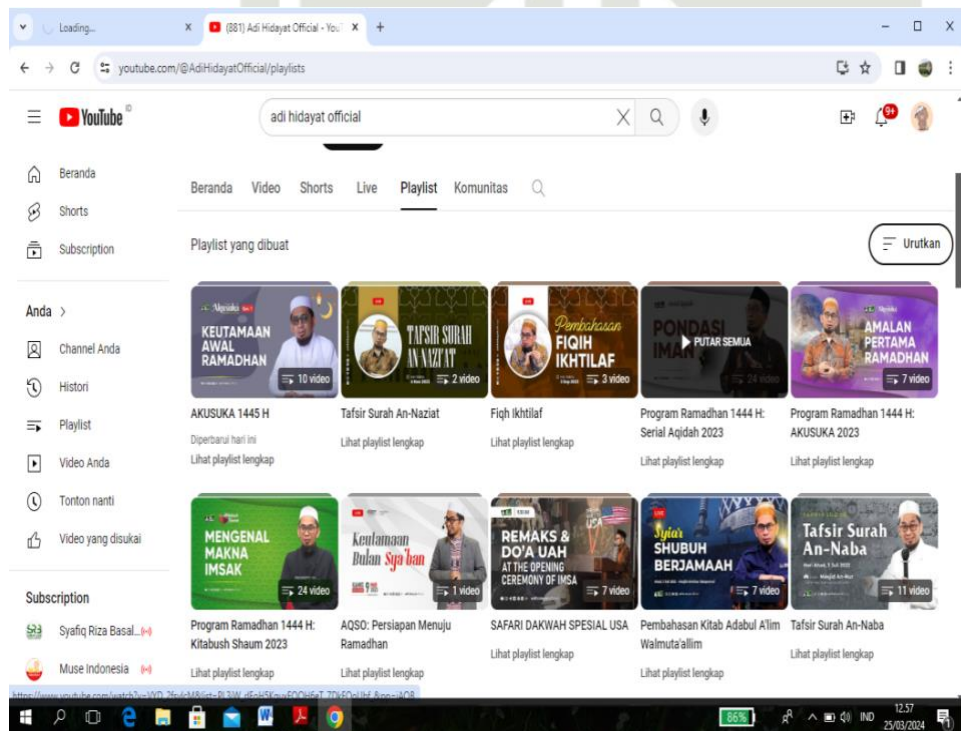 Loading...
(881) Adi Hidayat Official - You
youtube.com/@AdiHidayatOfficial/playlists
YouTube ID
adi hidayat official
9+
Beranda
Shorts
Subscription
Anda >
Channel Anda
Histori
Playlist
Video Anda
Tonton nanti
Video yang disukai
Subscription
Syafiq Riza Basal...
Muse Indonesia
Beranda Video Shorts Live Playlist Komunitas
Playlist yang dibuat
Urutkan
KEUTAMAAN
AWAL
RAMADHAN
10 video
AKUSUKA 1445 H
Diperbarui hari ini
Lihat playlist lengkap
TAFSIR SURAH
AN-NAZI'AT
2 video
Tafsir Surah An-Naziat
Lihat playlist lengkap
Pembahasan
FIQIH
IKHTILAF
3 video
Fiqh Ikhtilaf
Lihat playlist lengkap
PONDASI
IMAN
PUTAR SEMUA
24 video
Program Ramadhan 1444 H:
Serial Aqidah 2023
Lihat playlist lengkap
AMALAN
PERTAMA
RAMADHAN
7 video
Program Ramadhan 1444 H:
AKUSUKA 2023
Lihat playlist lengkap
MENGENAL
MAKNA
IMSAK
24 video
Program Ramadhan 1444 H:
Kitabush Shaum 2023
Lihat playlist lengkap
Keutamaan
Bulan Sya'ban
1 video
AQSO: Persiapan Menuju
Ramadhan
Lihat playlist lengkap
REMAKS &
DO'A UAH
AT THE OPENING
CEREMONY OF IMSA
USA
7 video
SAFARI DAKWAH SPESIAL USA
Lihat playlist lengkap
Syiar
SHUBUH
BERJAMAAH
7 video
Pembahasan Kitab Adabul A'lim
Walmuta'allim
Lihat playlist lengkap
Tafsir Surah
An-Naba
11 video
Tafsir Surah An-Naba
Lihat playlist lengkap
86%
IND
12.57
25/03/2024